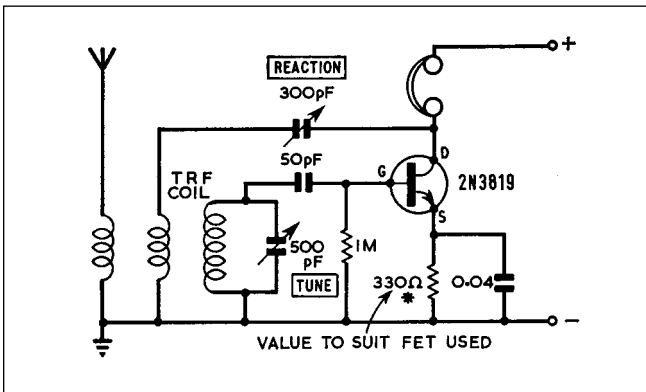 +
REACTION
300pF
D
50pF
G
2N3819
TRF
COIL
S
500
pF
1M
TUNE
330Ω
*
0·04
−
VALUE TO SUIT FET USED